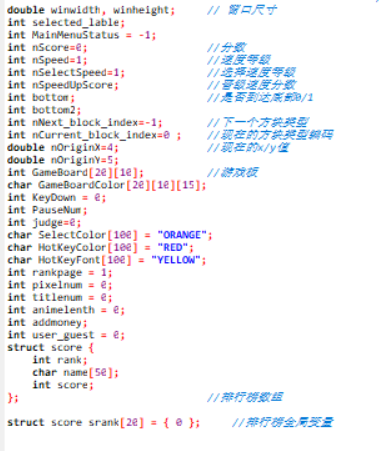 double winwidth, winheight;   // 窗口尺寸
int selected_lable;
int MainMenuStatus = -1;
int nScore=0;   //分数
int nSpeed=1;   //速度等级
int nSelectSpeed=1;   //选择速度等级
int nSpeedUpScore;   //晋级速度分数
int bottom;   //是否到达底部0/1
int bottom2;
int nNext_block_index=-1;   //下一个方块类型
int nCurrent_block_index=0 ;   //现在的方块类型编码
double nOriginX=4;   //现在的x/y值
double nOriginY=5;
int GameBoard[20][10];   //游戏板
char GameBoardColor[20][10][15];
int KeyDown = 0;
int PauseNum;
int judge=0;
char SelectColor[100] = "ORANGE";
char HotKeyColor[100] = "RED";
char HotKeyFont[100] = "YELLOW";
int rankpage = 1;
int pixelnum = 0;
int titlenum = 0;
int animelenth = 0;
int addmoney;
int user_guest = 0;
struct score {
    int rank;
    char name[50];
    int score;
};   //排行榜数组
struct score srank[20] = { 0 };   //排行榜全局变量